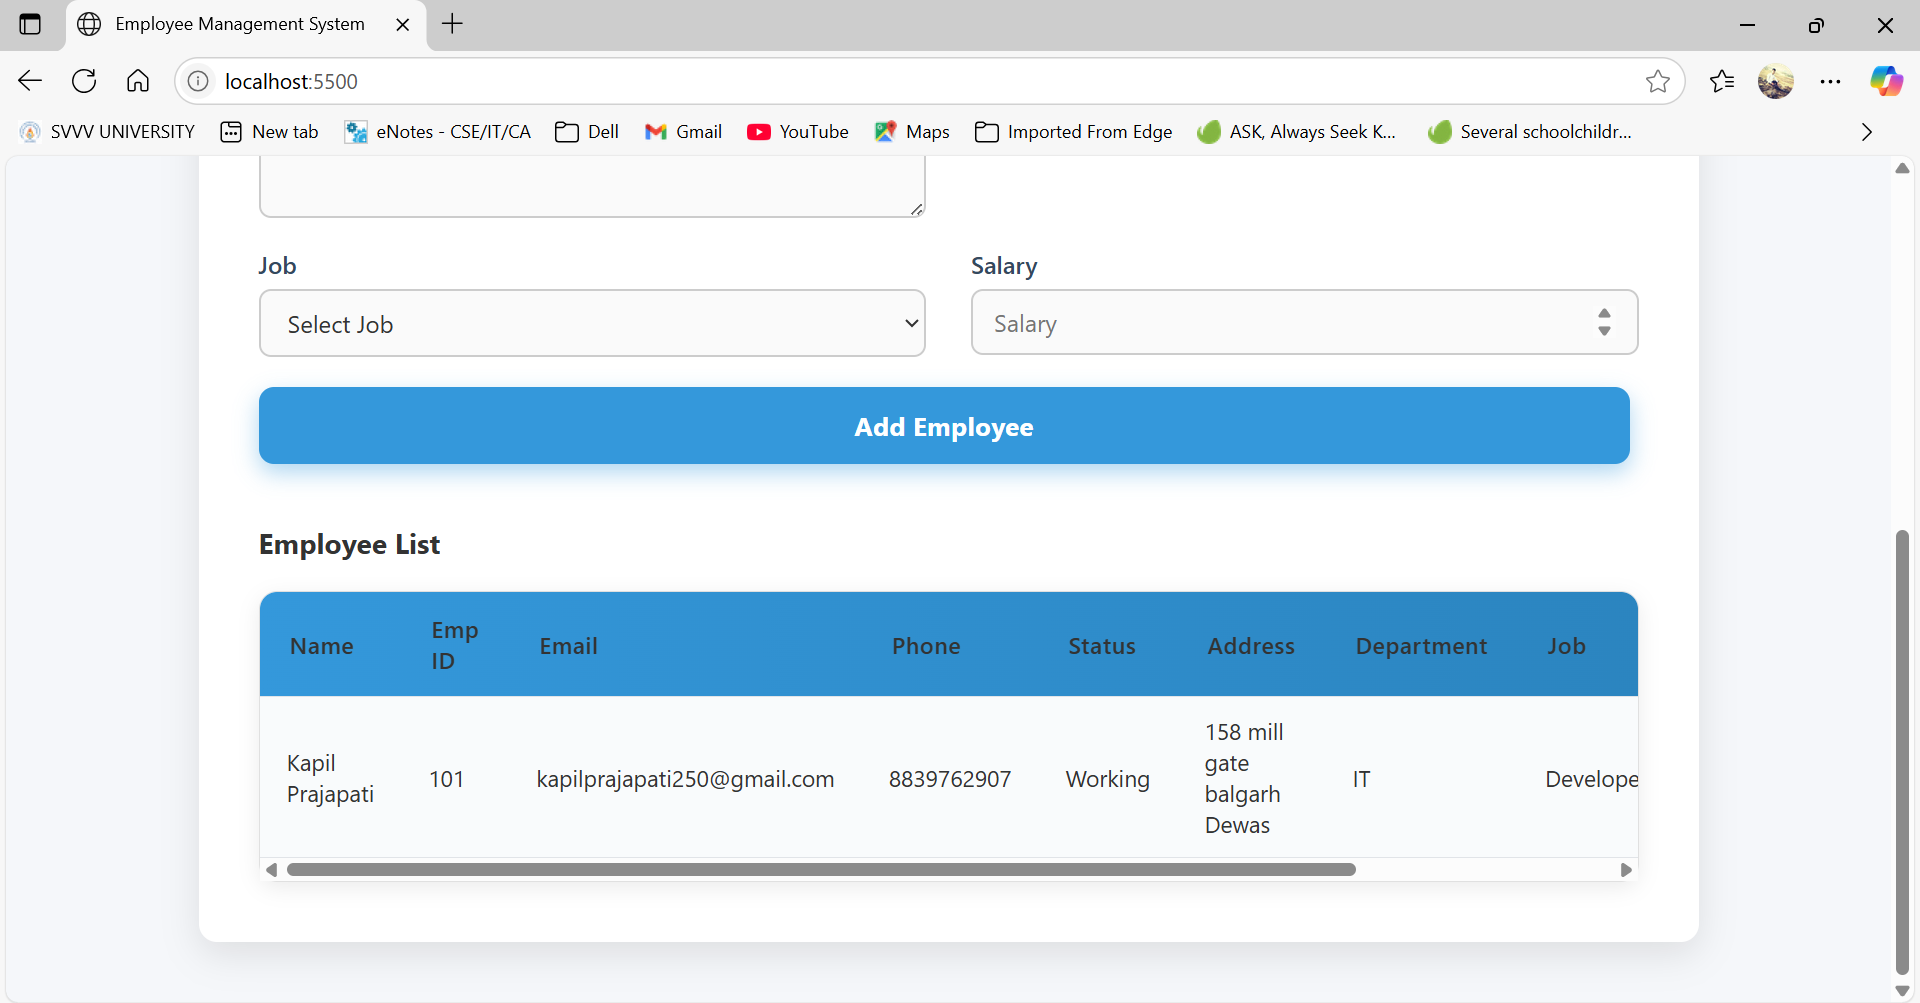 Employee Management System
localhost:5500
SVVV UNIVERSITY New tab eNotes - CSE/IT/CA Dell Gmail YouTube Maps Imported From Edge ASK, Always Seek K... Several schoolchildr...
Job Salary
Select Job Salary
Add Employee
Employee List
Name Emp ID Email Phone Status Address Department Job
Kapil Prajapati 101 kapilprajapati250@gmail.com 8839762907 Working 158 mill gate balgarh Dewas IT Develope